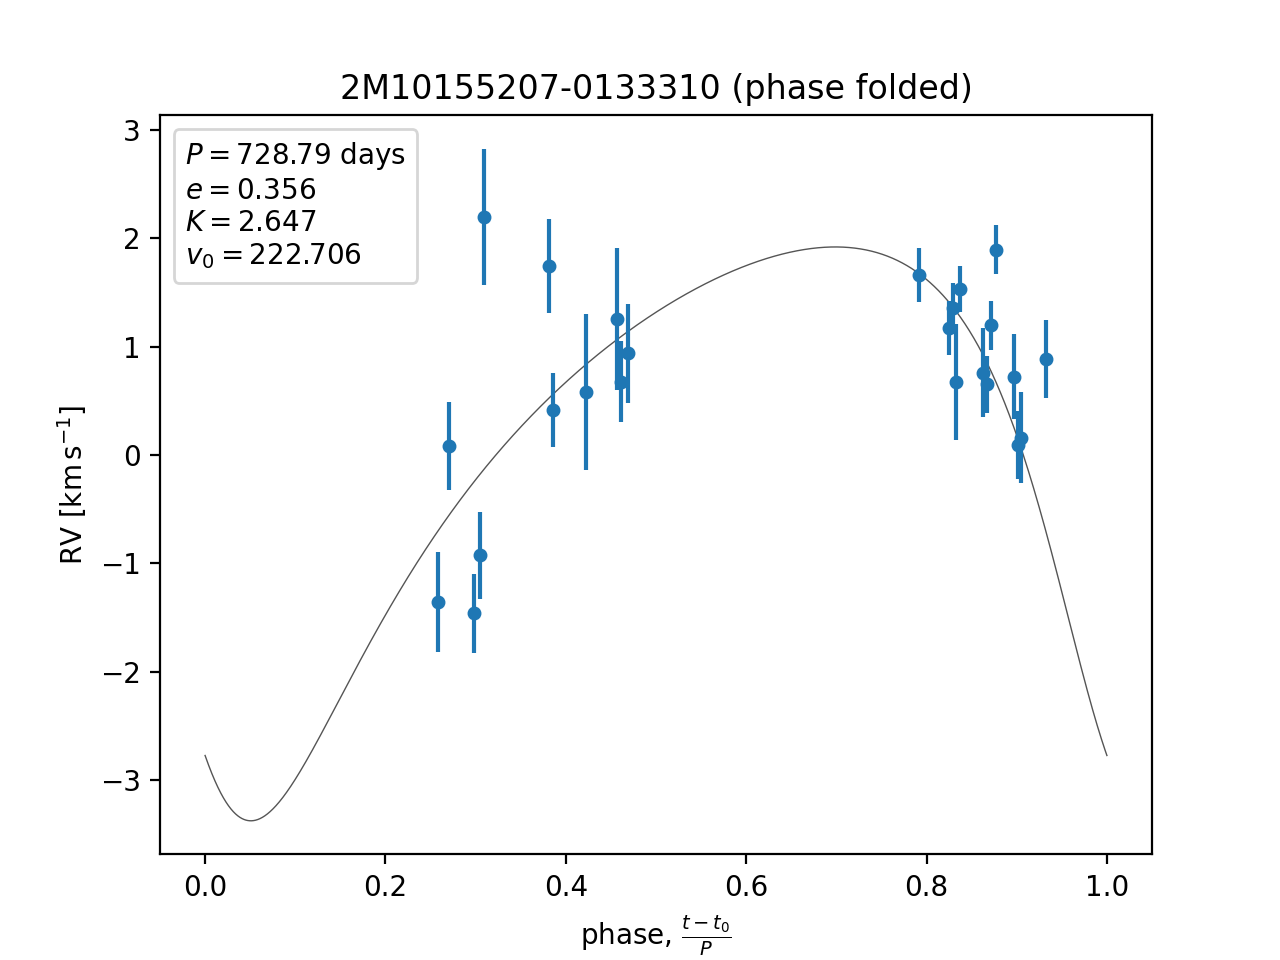 2M10155207-0133310 (phase folded)
P = 728.79 days
e = 0.356
K = 2.647
v₀ = 222.706
3
2
1
0
−1
−2
−3
RV [km s⁻¹]
0.0 0.2 0.4 0.6 0.8 1.0
phase, (t − t₀)/P